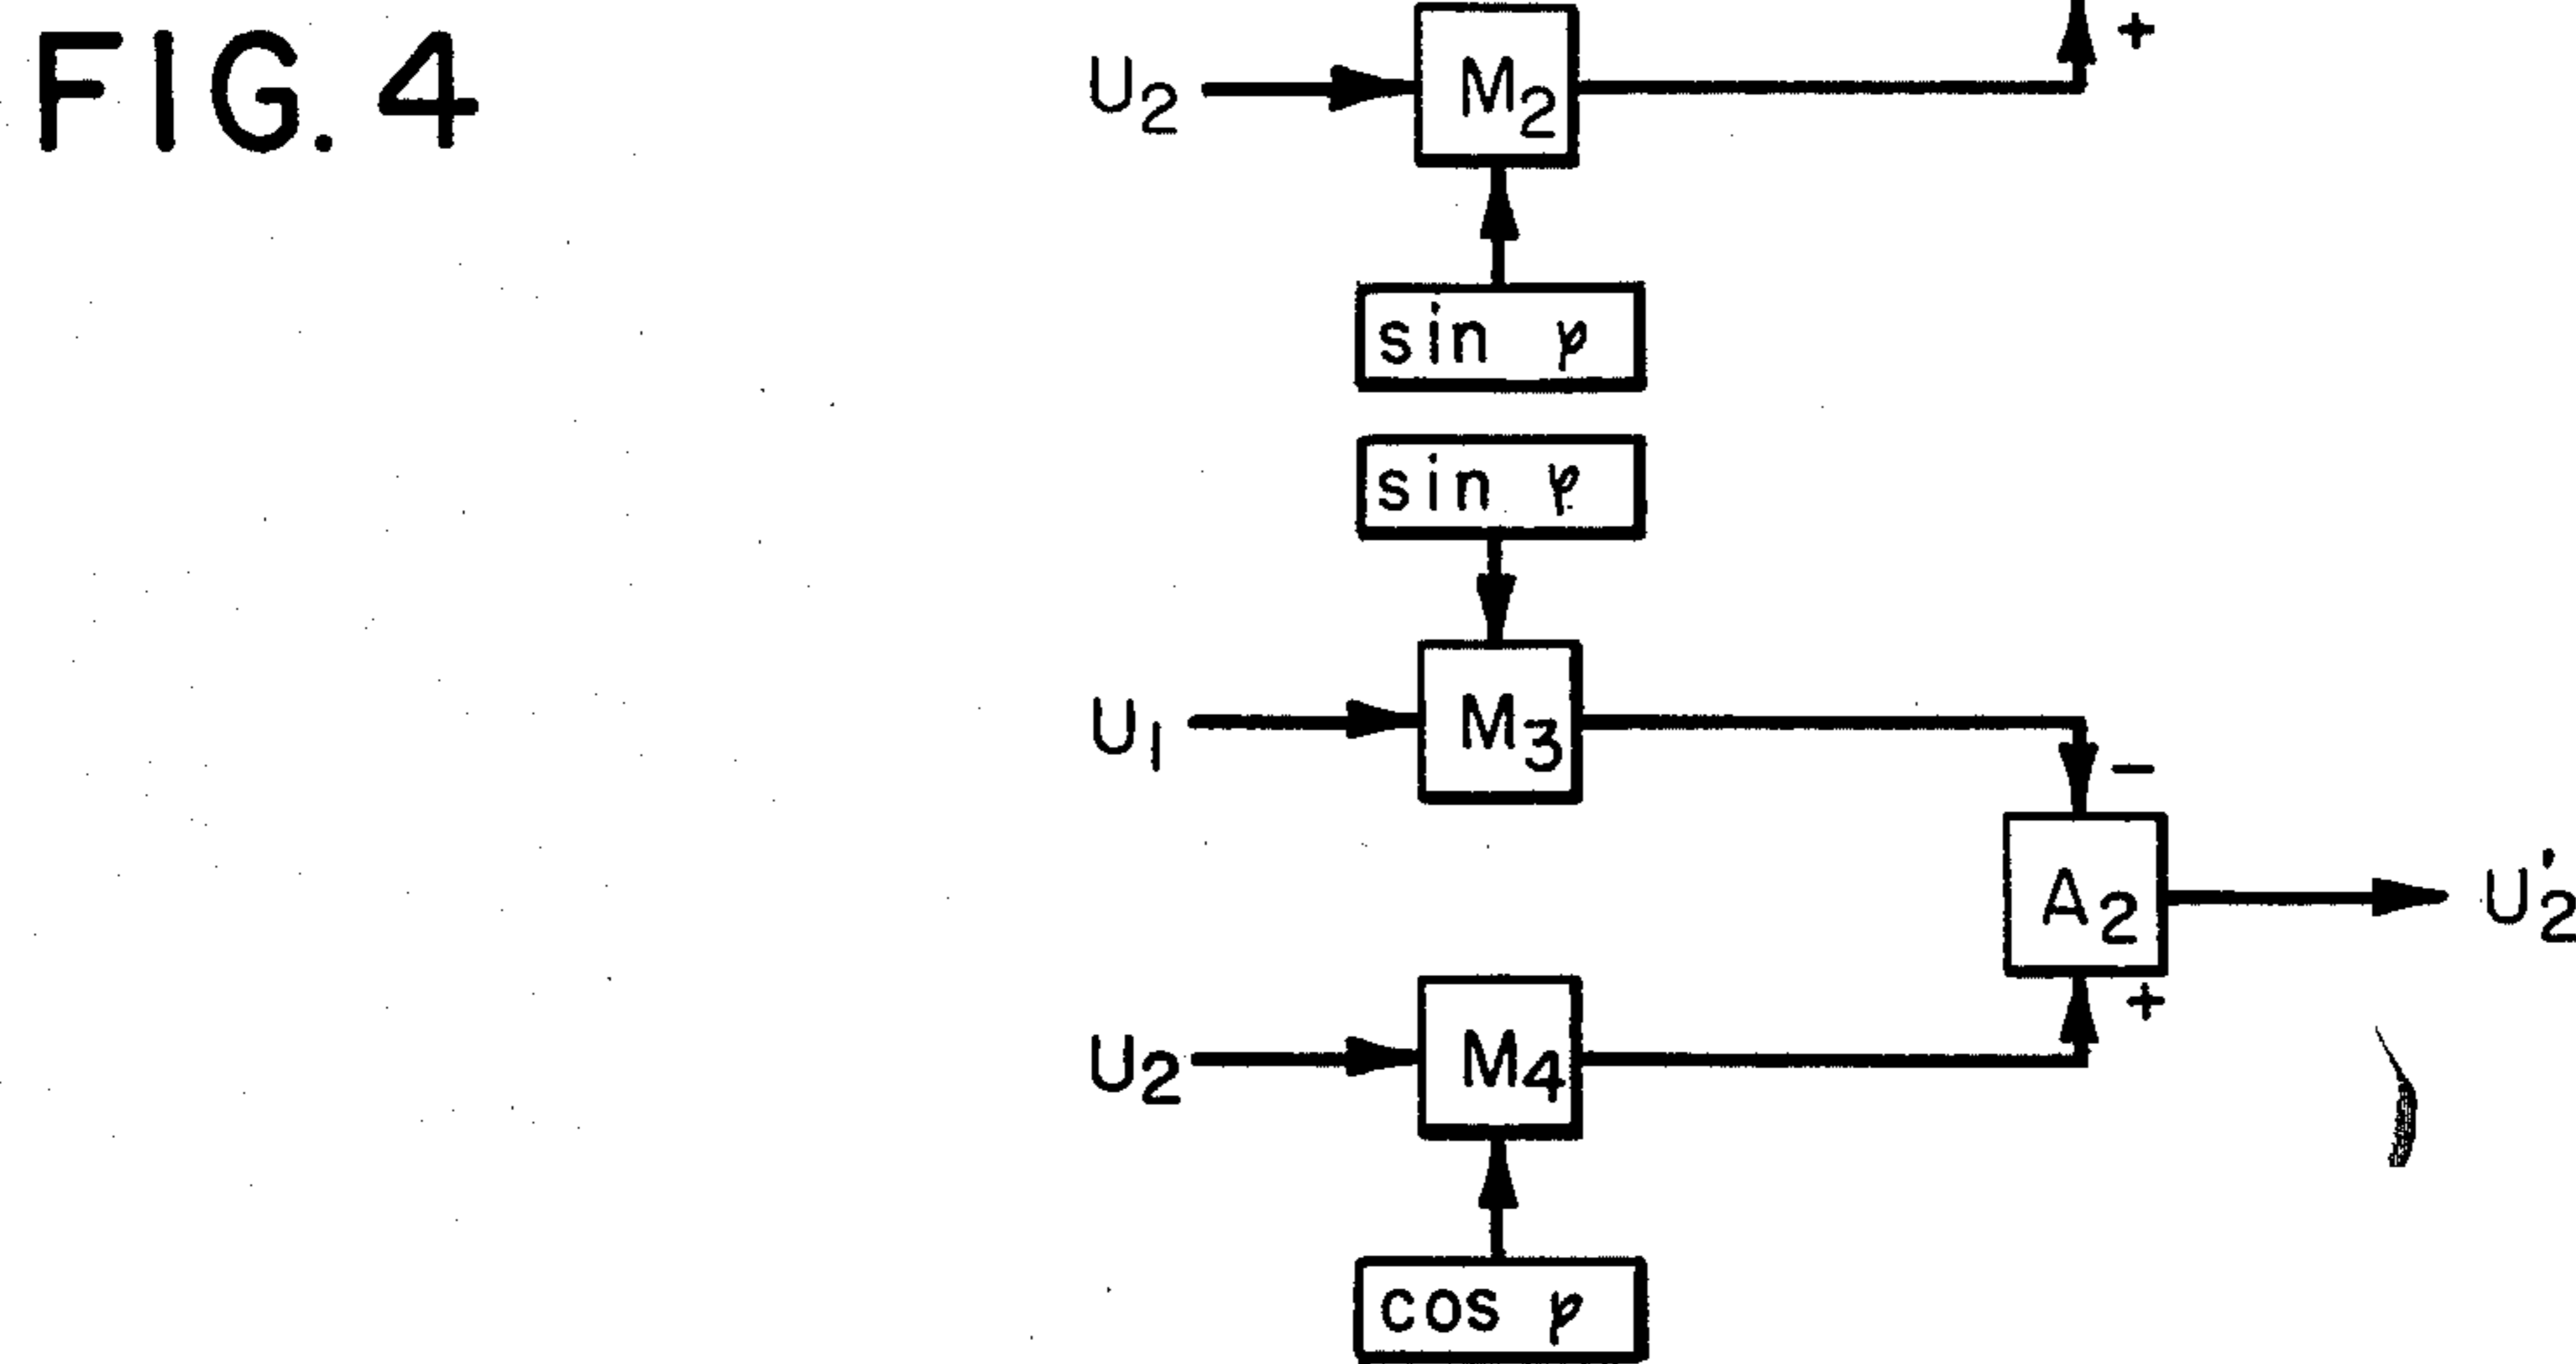 FIG. 4
U2
M2
+
sin φ
sin φ
U1
M3
−
A2
U'2
U2
M4
+
cos φ